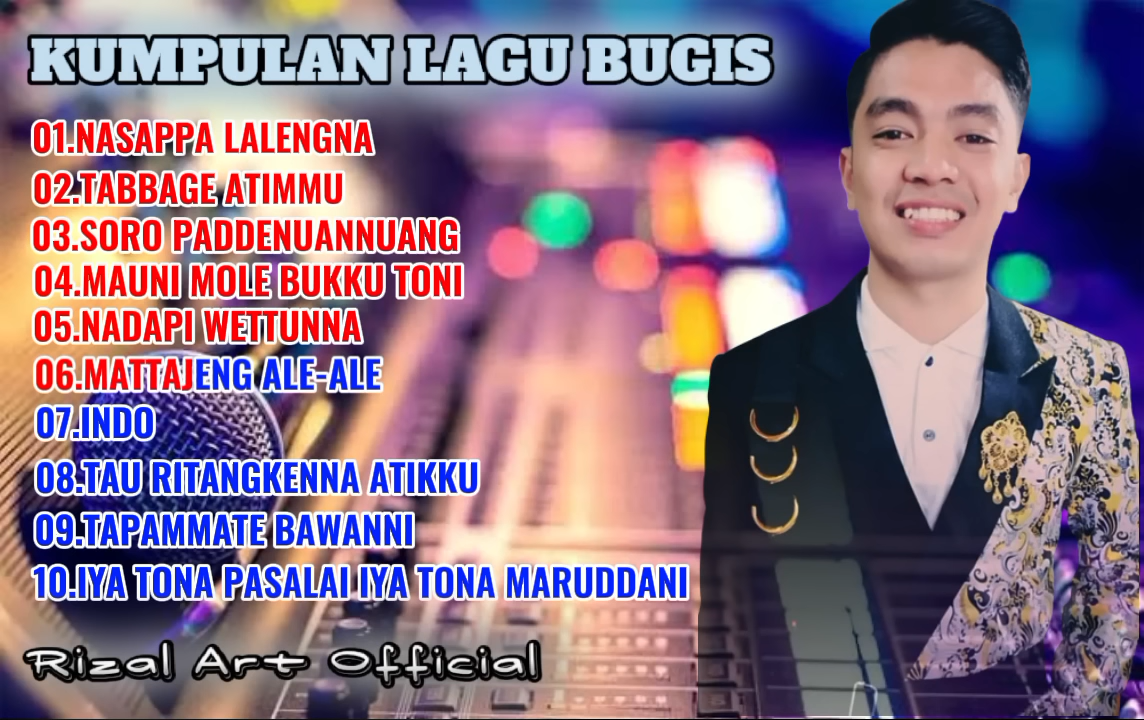 KUMPULAN LAGU BUGIS
01.NASAPPA LALENGNA
02.TABBAGE ATIMMU
03.SORO PADDENUANNUANG
04.MAUNI MOLE BUKKU TONI
05.NADAPI WETTUNNA
06.MATTAJENG ALE-ALE
07.INDO
08.TAU RITANGKENNA ATIKKU
09.TAPAMMATE BAWANNI
10.IYA TONA PASALAI IYA TONA MARUDDANI
Rizal Art Official